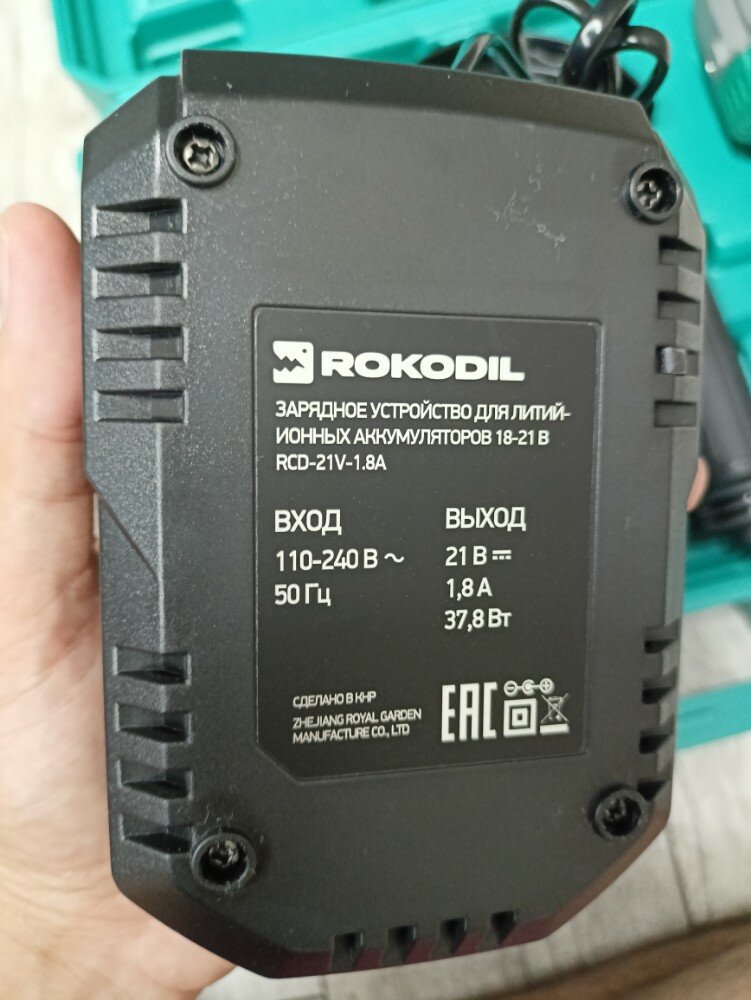 ROKODIL
ЗАРЯДНОЕ УСТРОЙСТВО ДЛЯ ЛИТИЙ-
ИОННЫХ АККУМУЛЯТОРОВ 18-21 В
RCD-21V-1.8A
ВХОД
110-240 В ~
50 Гц
ВЫХОД
21 В ⎓
1,8 А
37,8 Вт
СДЕЛАНО В КНР
ZHEJIANG ROYAL GARDEN
MANUFACTURE CO., LTD
EAC